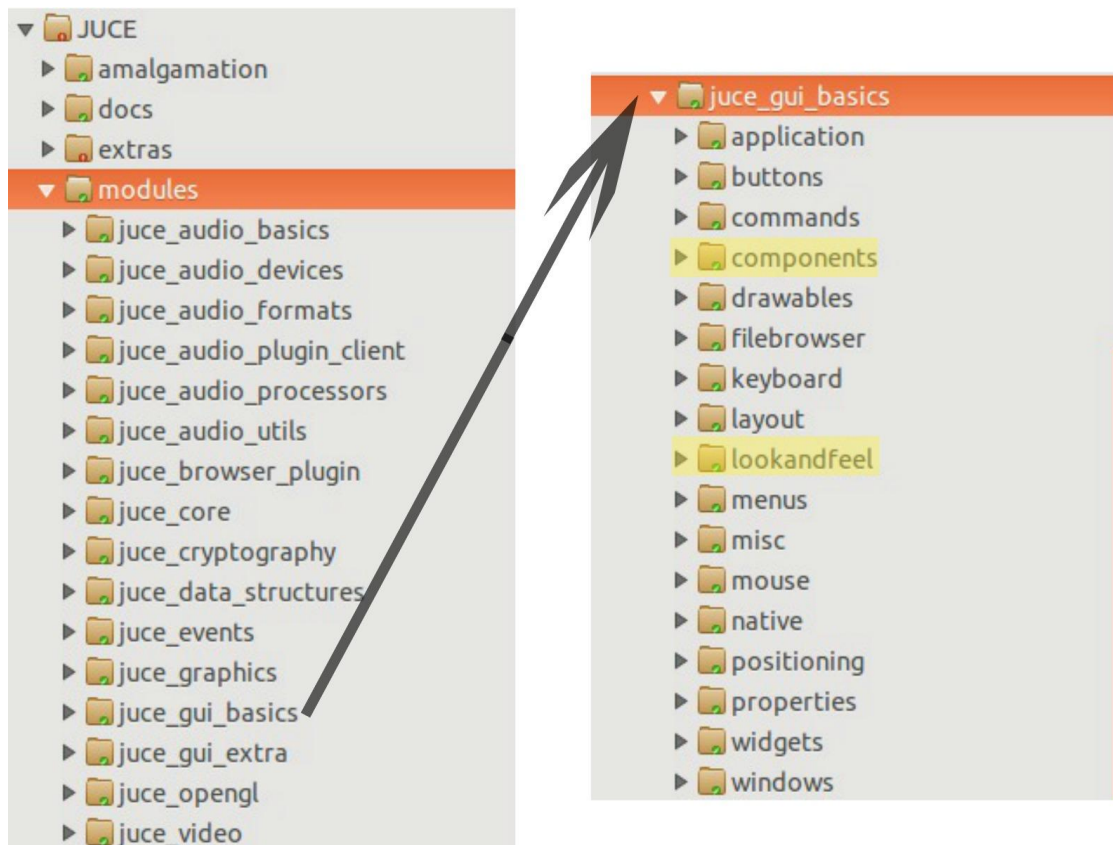 JUCE
amalgamation
docs
extras
modules
juce_audio_basics
juce_audio_devices
juce_audio_formats
juce_audio_plugin_client
juce_audio_processors
juce_audio_utils
juce_browser_plugin
juce_core
juce_cryptography
juce_data_structures
juce_events
juce_graphics
juce_gui_basics
juce_gui_extra
juce_opengl
juce_video
juce_gui_basics
application
buttons
commands
components
drawables
filebrowser
keyboard
layout
lookandfeel
menus
misc
mouse
native
positioning
properties
widgets
windows